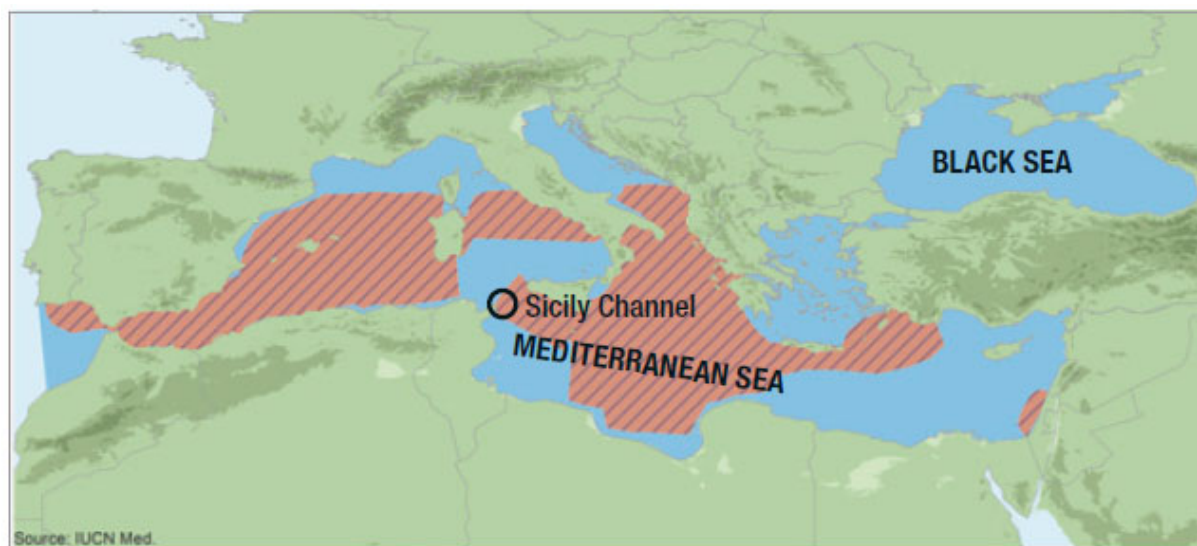 BLACK SEA
Sicily Channel
MEDITERRANEAN SEA
Source: IUCN Med.